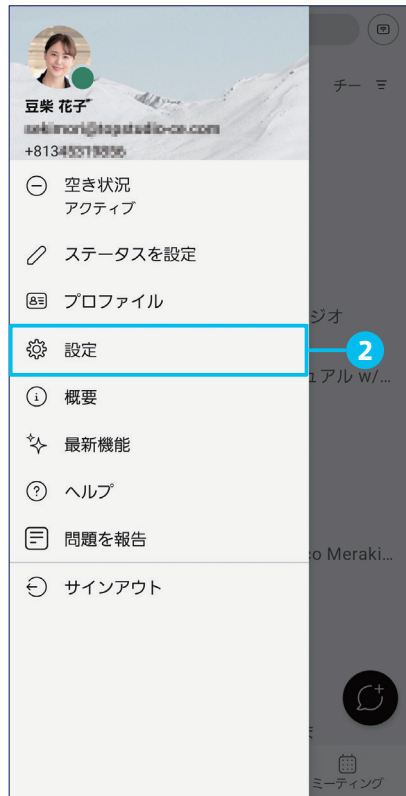 チー
豆柴 花子
+813
空き状況
アクティブ
ステータスを設定
プロファイル
ジオ
設定
2
ュアル W/...
概要
最新機能
ヘルプ
問題を報告
co Meraki...
サインアウト
ミーティング